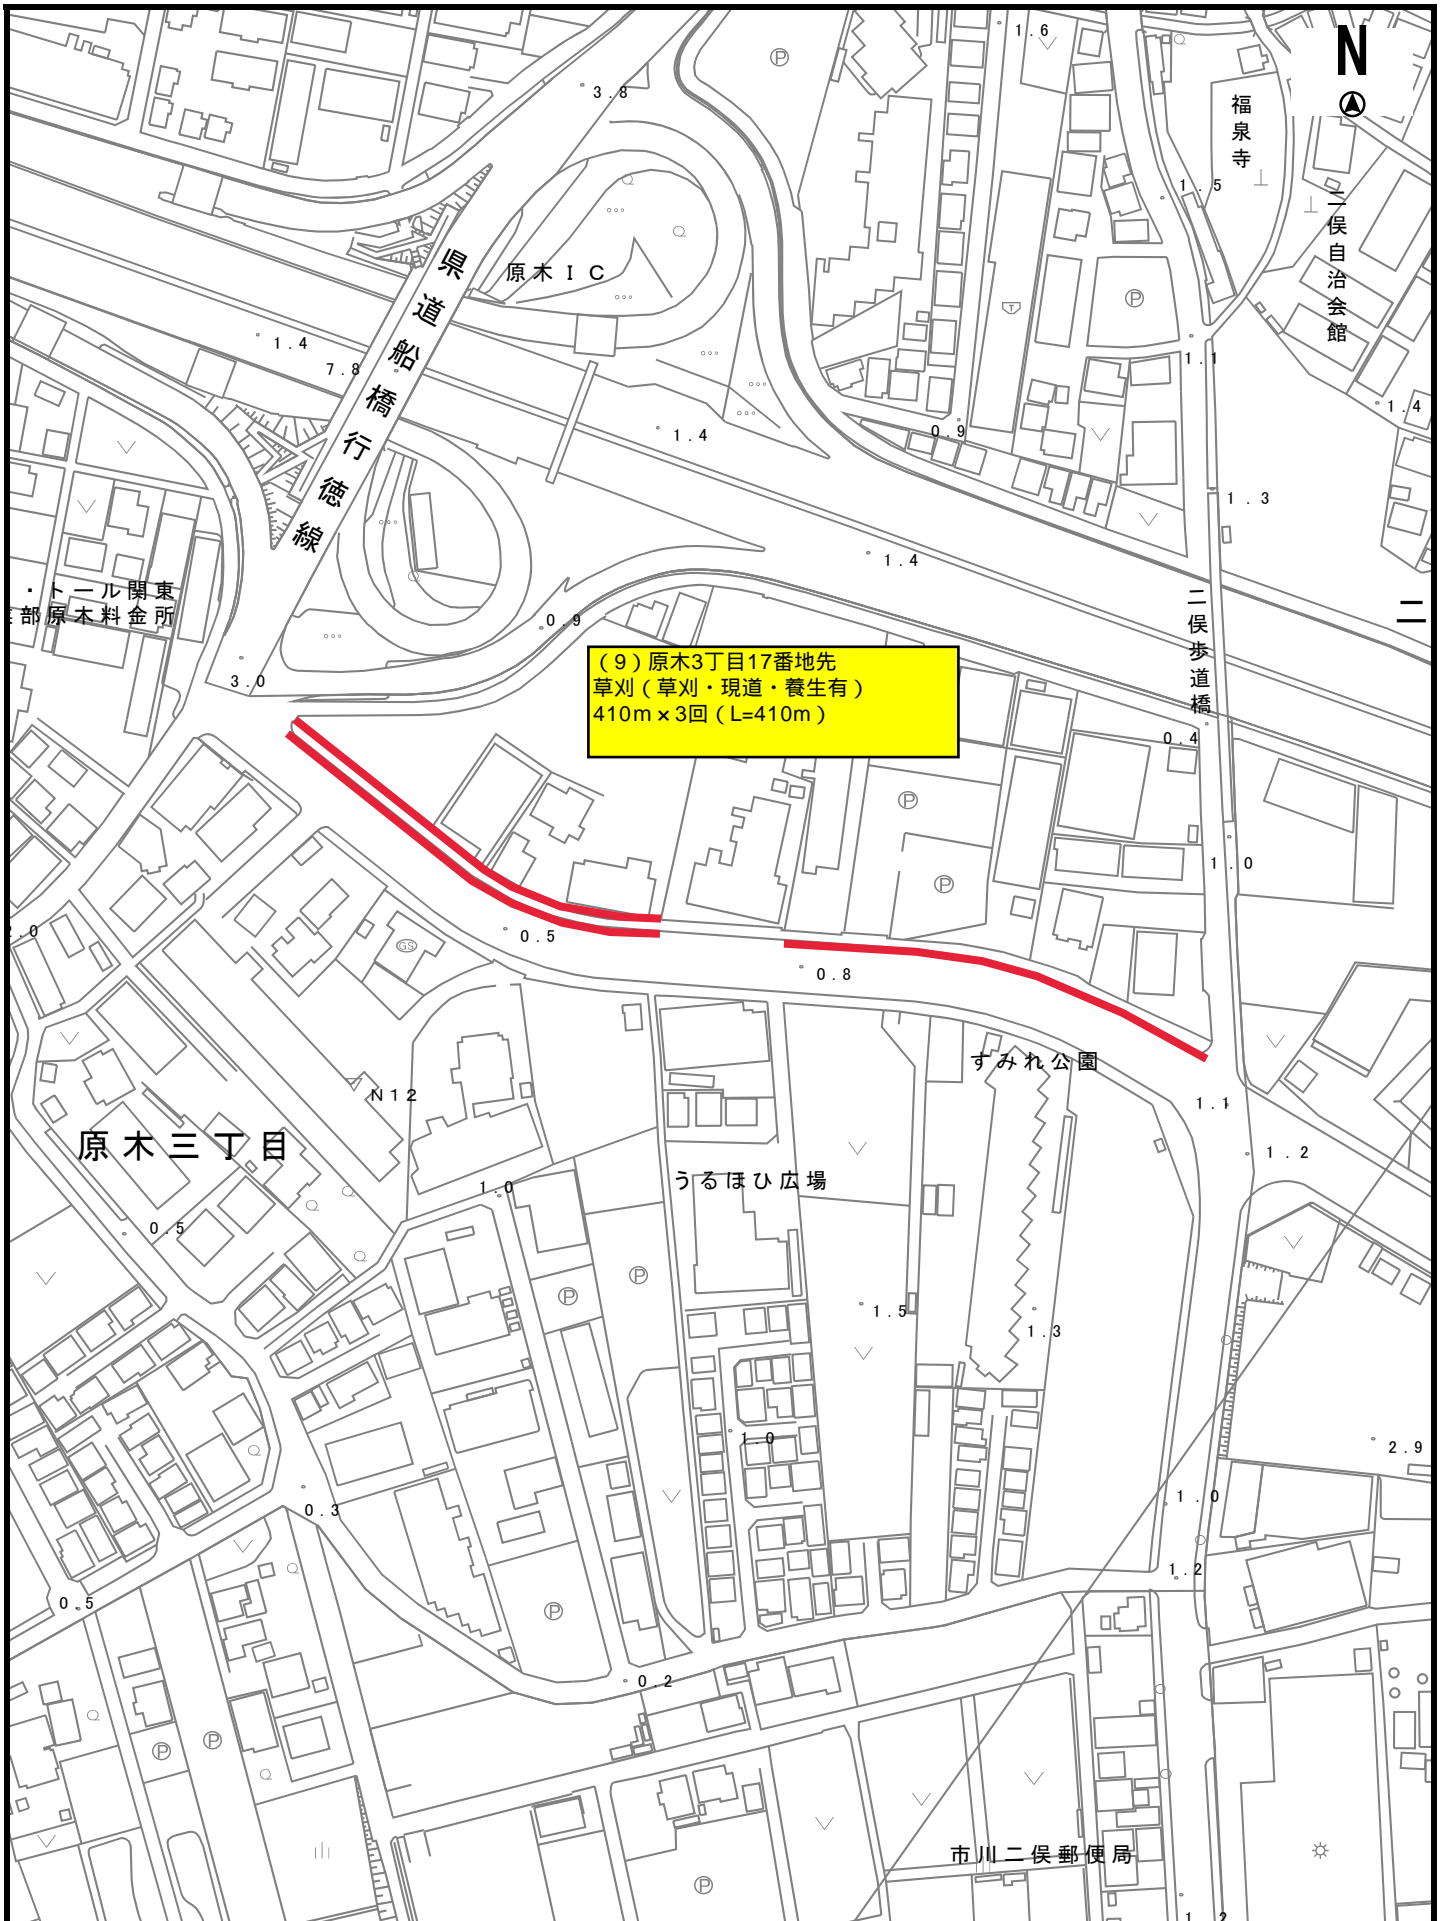 1.6
N
3.8
福泉寺
1.5
二俣自治会館
県道船橋行徳線
原木IC
1.4
7.8
1.1
1.4
1.4
0.9
1.3
1.4
・トール関東
部原木料金所
二俣歩道橋
二
0.9
(9)原木3丁目17番地先
草刈(草刈・現道・養生有)
410m×3回(L=410m)
3.0
0.4
1.0
0.5
0.8
すみれ公園
N12
1.1
原木三丁目
1.2
うるほひ広場
1.0
0.5
1.5
1.3
1.0
2.9
0.3
1.0
1.2
0.5
0.2
市川二俣郵便局
1.2